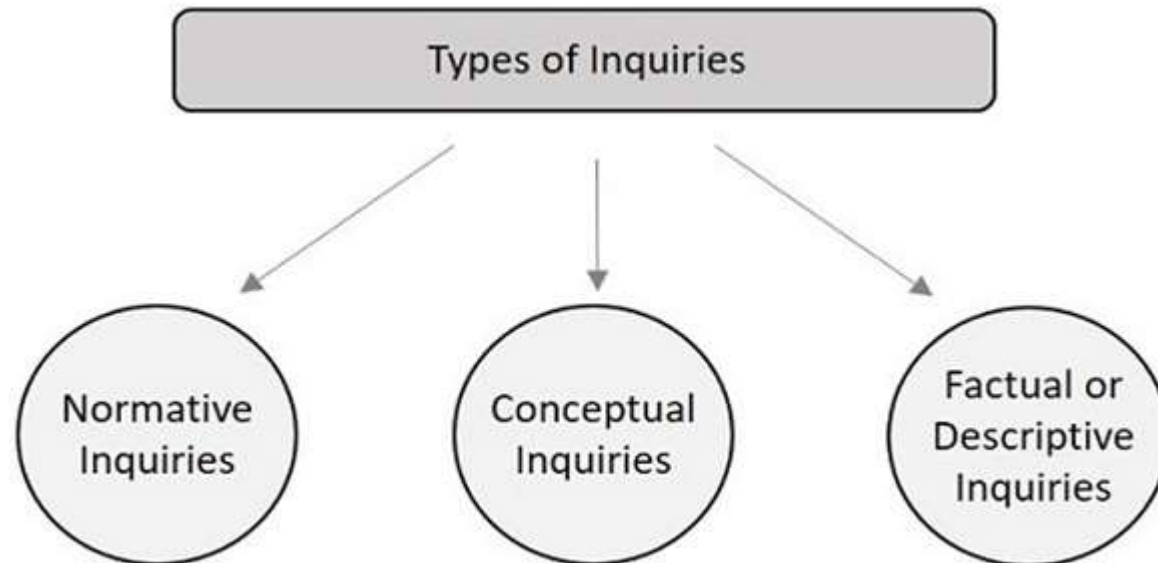 Types of Inquiries
Normative
Inquiries
Conceptual
Inquiries
Factual or
Descriptive
Inquiries